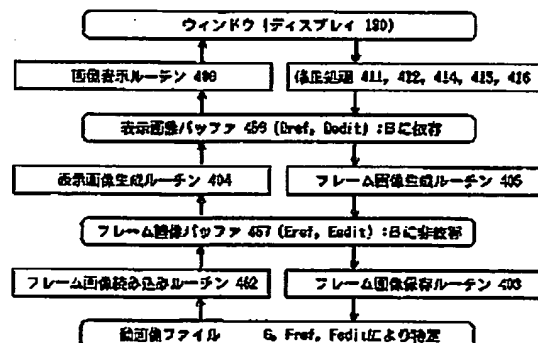 ウィンドウ (ディスプレイ 180)
画像表示ルーチン
修正処理 411, 412, 414, 415, 416
表示画像バッファ 456 (Dref, Dedit) :Bに依存
表示画像生成ルーチン 404
フレーム画像生成ルーチン 405
フレーム画像バッファ 457 (Eref, Eedit) :Bに非依存
フレーム画像読み込みルーチン 402
フレーム画像保存ルーチン 403
動画像ファイル G, Fref, Feditにより特定